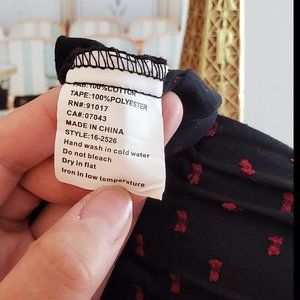 FAB:100%COTTON
TAPE:100%POLYESTER
RN#:91017
CA#:07043
MADE IN CHINA
STYLE:16-2526
Hand wash in cold water
Do not bleach
Dry in flat
Iron in low temperature